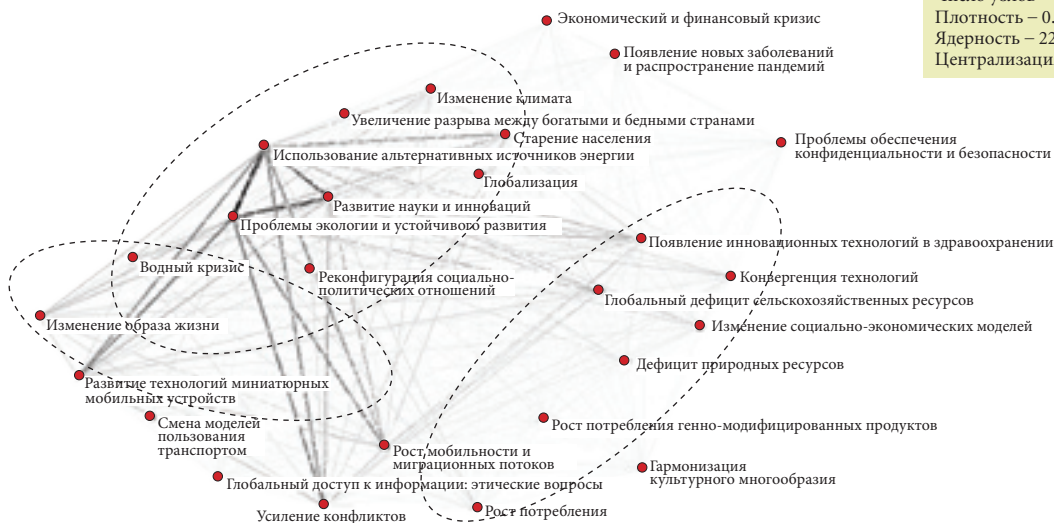 Плотность – 0.
Ядерность – 22
Централизаци
Экономический и финансовый кризис
Появление новых заболеваний
и распространение пандемий
Изменение климата
Увеличение разрыва между богатыми и бедными странами
Старение населения
Проблемы обеспечения
конфиденциальности и безопасности
Использование альтернативных источников энергии
Глобализация
Развитие науки и инноваций
Проблемы экологии и устойчивого развития
Появление инновационных технологий в здравоохранении
Водный кризис
Реконфигурация социально-
политических отношений
Конвергенция технологий
Глобальный дефицит сельскохозяйственных ресурсов
Изменение образа жизни
Изменение социально-экономических моделей
Дефицит природных ресурсов
Развитие технологий миниатюрных
мобильных устройств
Смена моделей
пользования
транспортом
Рост потребления генно-модифицированных продуктов
Рост мобильности и
миграционных потоков
Гармонизация
культурного многообразия
Глобальный доступ к информации: этические вопросы
Усиление конфликтов
Рост потребления